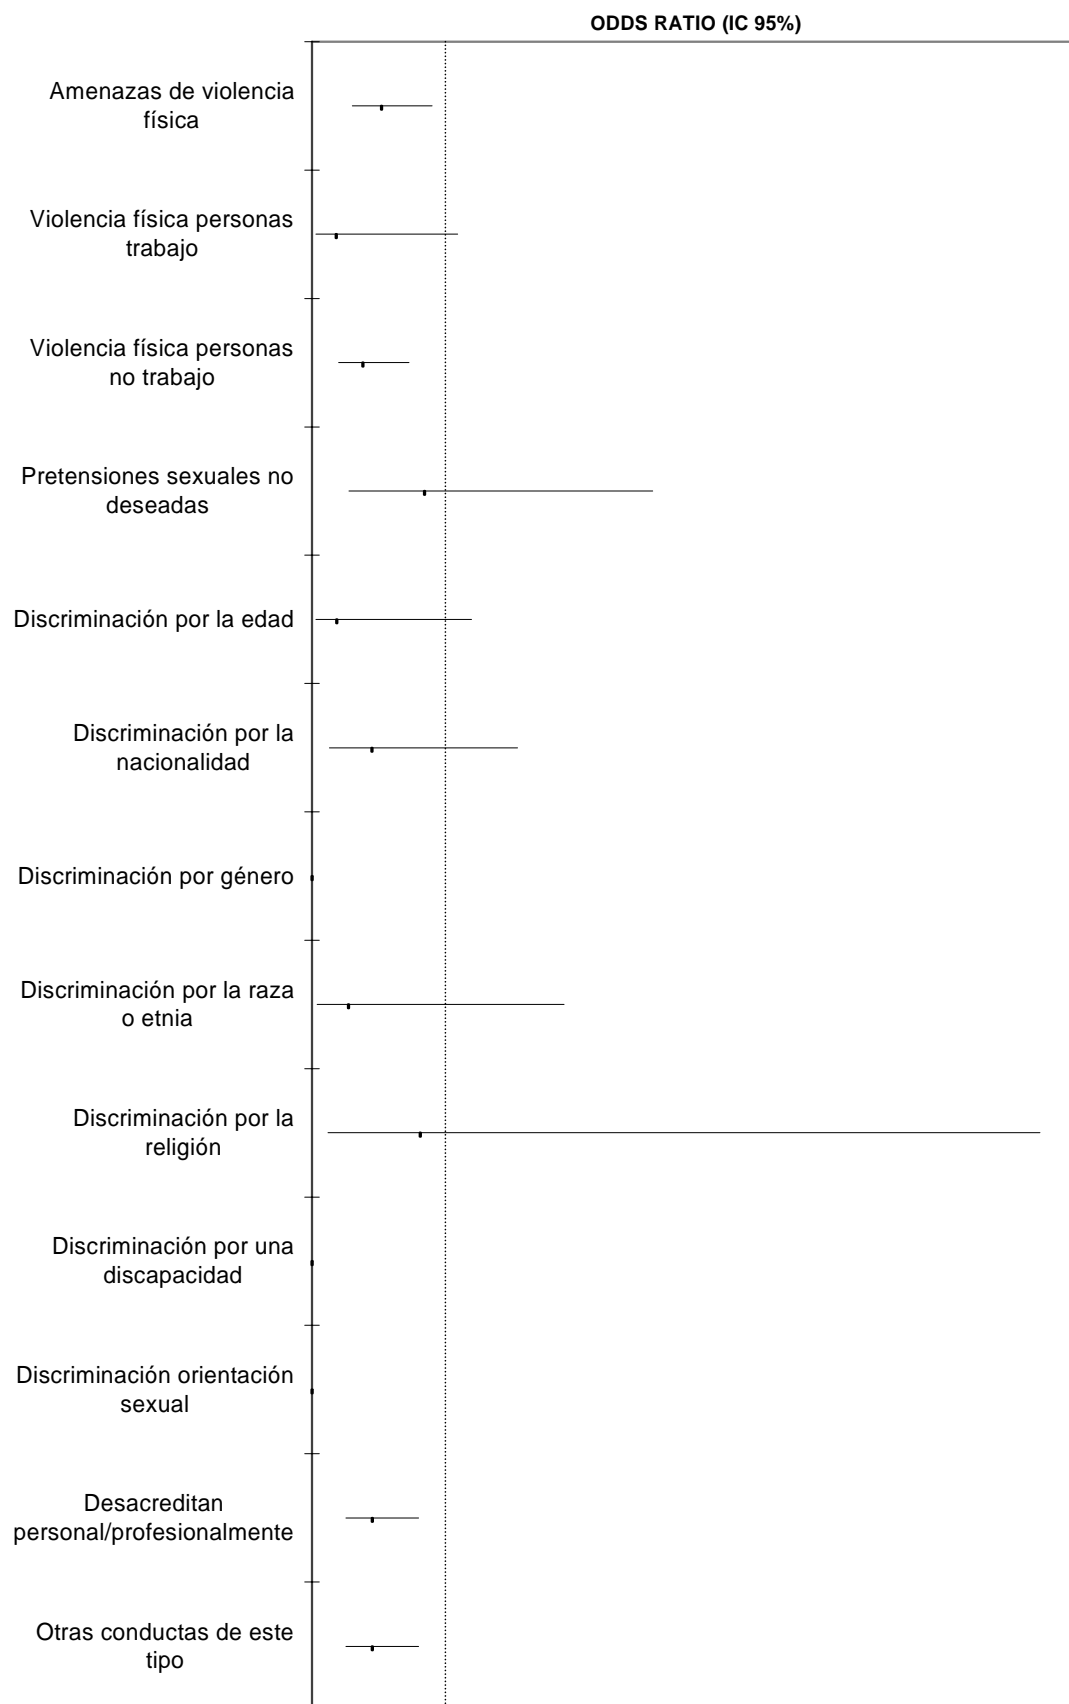 ODDS RATIO (IC 95%)
Amenazas de violencia
física
Violencia física personas
trabajo
Violencia física personas
no trabajo
Pretensiones sexuales no
deseadas
Discriminación por la edad
Discriminación por la
nacionalidad
Discriminación por género
Discriminación por la raza
o etnia
Discriminación por la
religión
Discriminación por una
discapacidad
Discriminación orientación
sexual
Desacreditan
personal/profesionalmente
Otras conductas de este
tipo